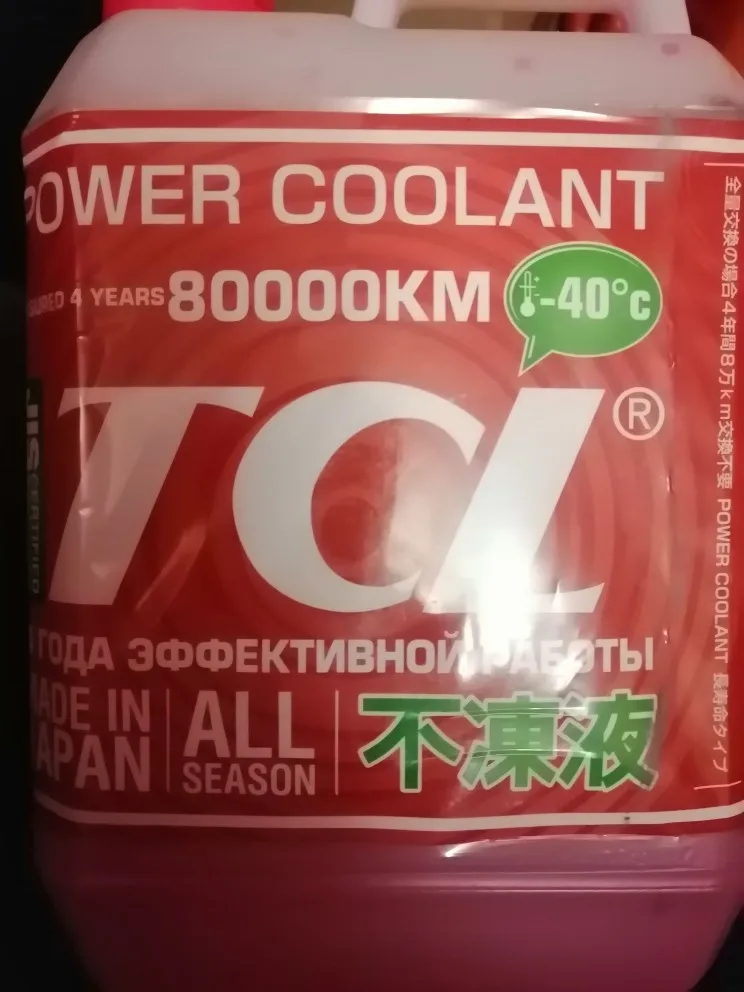 POWER COOLANT
4 YEARS 80000KM
-40°C
TCL®
JIS CERTIFIED
ГОДА ЭФФЕКТИВНОЙ РАБОТЫ
MADE IN JAPAN
ALL SEASON
不凍液
全量交換の場合4年間8万km交換不要 POWER COOLANT 長寿命タイプ